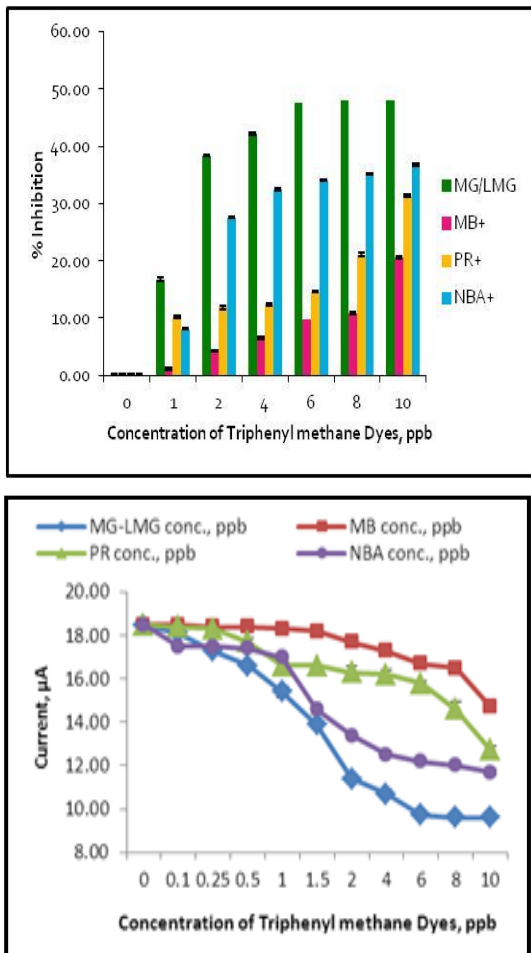 60.00
50.00
40.00
30.00
20.00
10.00
0.00
% Inhibition
MG/LMG
MB+
PR+
NBA+
0 1 2 4 6 8 10
Concentration of Triphenyl methane Dyes, ppb
MG-LMG conc., ppb MB conc., ppb
PR conc., ppb NBA conc., ppb
20.00
18.00
16.00
14.00
12.00
10.00
8.00
Current, µA
0 0.1 0.25 0.5 1 1.5 2 4 6 8 10
Concentration of Triphenyl methane Dyes, ppb